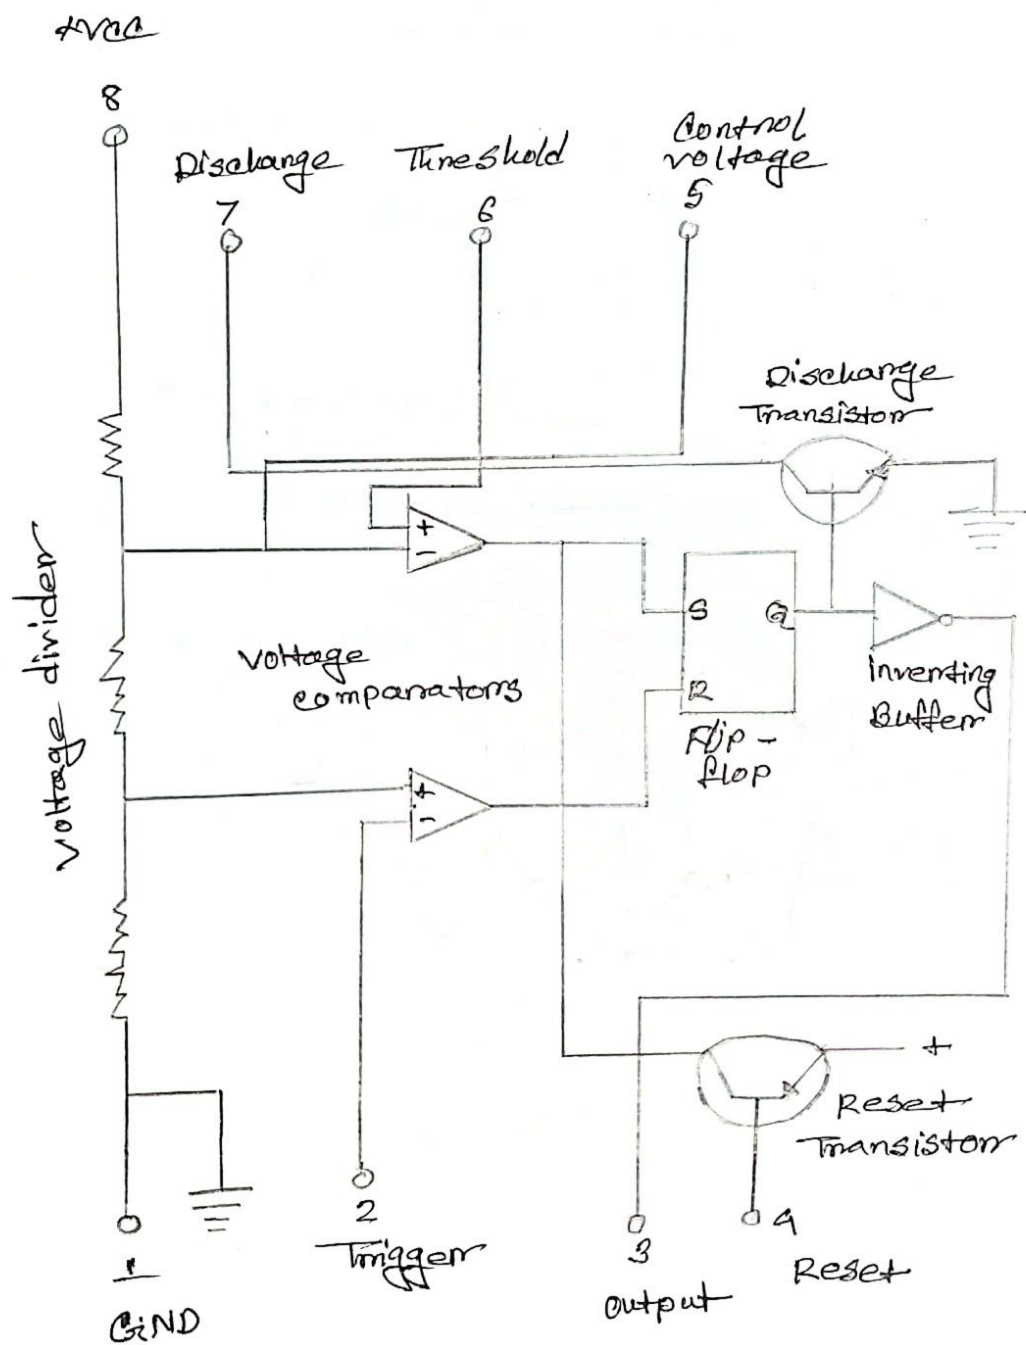 +VCC
8
Discharge
7
Threshold
6
Control
voltage
5
Discharge
Transistor
+
-
S
Q
R
Flip -
flop
Inverting
Buffer
Voltage
comparators
Voltage divider
+
-
+
Reset
Transistor
1
GND
2
Trigger
3
output
4
Reset